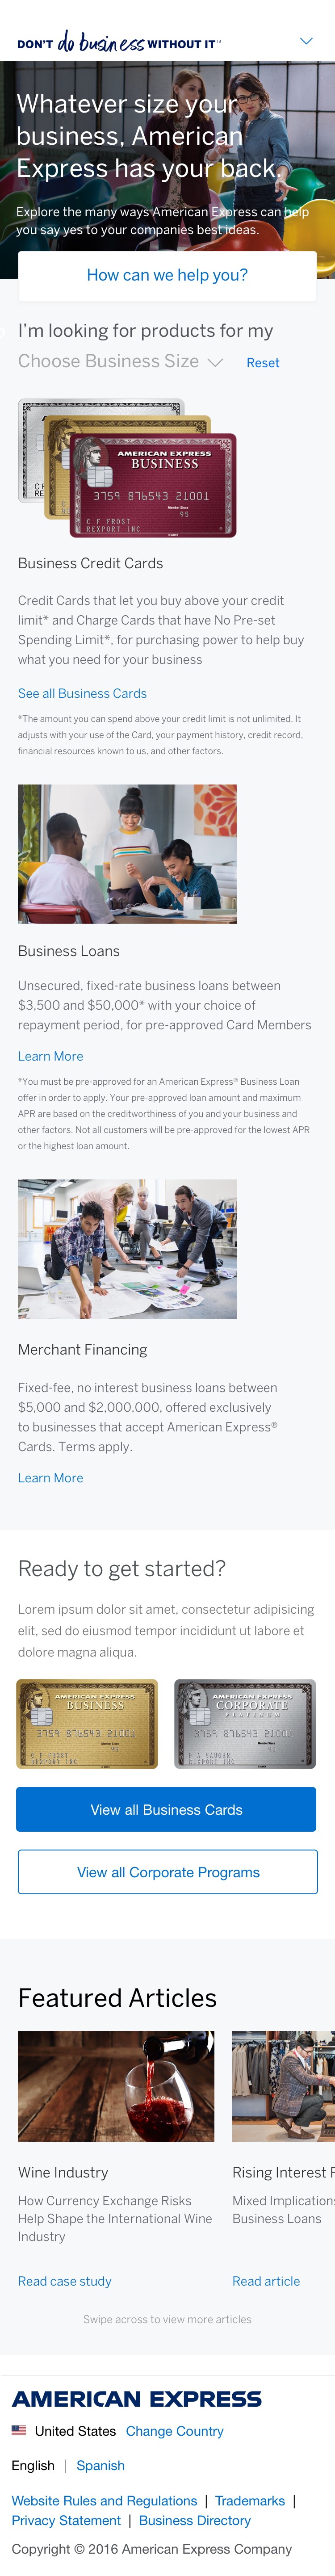 DON'T do business WITHOUT IT™
Whatever size your
business, American
Express has your back.
Explore the many ways American Express can help
you say yes to your companies best ideas.
How can we help you?
I'm looking for products for my
Choose Business Size
Reset
AMERICAN EXPRESS
BUSINESS
3759 876543 21001
Member Since
95
C F FROST
REXPORT INC
Business Credit Cards
Credit Cards that let you buy above your credit
limit* and Charge Cards that have No Pre-set
Spending Limit*, for purchasing power to help buy
what you need for your business
See all Business Cards
*The amount you can spend above your credit limit is not unlimited. It
adjusts with your use of the Card, your payment history, credit record,
financial resources known to us, and other factors.
Business Loans
Unsecured, fixed-rate business loans between
$3,500 and $50,000* with your choice of
repayment period, for pre-approved Card Members
Learn More
*You must be pre-approved for an American Express® Business Loan
offer in order to apply. Your pre-approved loan amount and maximum
APR are based on the creditworthiness of you and your business and
other factors. Not all customers will be pre-approved for the lowest APR
or the highest loan amount.
Merchant Financing
Fixed-fee, no interest business loans between
$5,000 and $2,000,000, offered exclusively
to businesses that accept American Express®
Cards. Terms apply.
Learn More
Ready to get started?
Lorem ipsum dolor sit amet, consectetur adipisicing
elit, sed do eiusmod tempor incididunt ut labore et
dolore magna aliqua.
AMERICAN EXPRESS
BUSINESS
3759 876543 21001
95
C F FROST
REXPORT INC
AMERICAN EXPRESS
CORPORATE
PLATINUM
3759 876543 21001
95
View all Business Cards
View all Corporate Programs
Featured Articles
Wine Industry
How Currency Exchange Risks
Help Shape the International Wine
Industry
Read case study
Rising Interest
Mixed Implication
Business Loans
Read article
Swipe across to view more articles
AMERICAN EXPRESS
United States Change Country
English | Spanish
Website Rules and Regulations | Trademarks |
Privacy Statement | Business Directory
Copyright © 2016 American Express Company